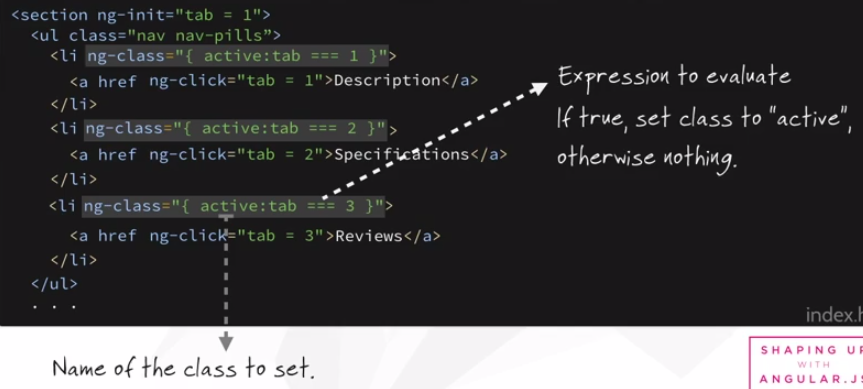 <section ng-init="tab = 1">
<ul class="nav nav-pills">
<li ng-class="{ active:tab === 1 }">
<a href ng-click="tab = 1">Description</a>
</li>
<li ng-class="{ active:tab === 2 }">
<a href ng-click="tab = 2">Specifications</a>
</li>
<li ng-class="{ active:tab === 3 }">
<a href ng-click="tab = 3">Reviews</a>
</li>
</ul>
. . .
Expression to evaluate
If true, set class to "active",
otherwise nothing.
index.h
Name of the class to set.
SHAPING UP
WITH
ANGULAR.JS